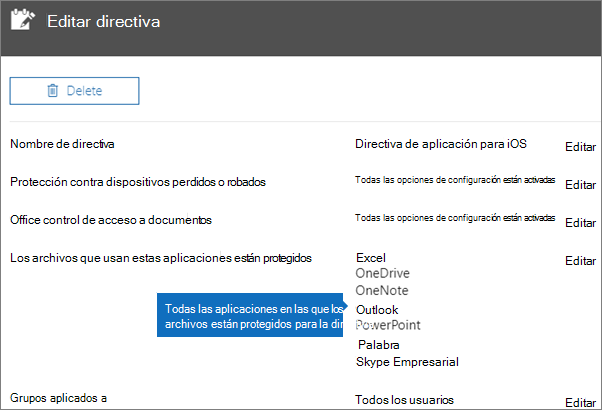 Editar directiva
Delete
Nombre de directiva Directiva de aplicación para iOS Editar
Protección contra dispositivos perdidos o robados Todas las opciones de configuración están activadas Editar
Office control de acceso a documentos Todas las opciones de configuración están activadas Editar
Los archivos que usan estas aplicaciones están protegidos Excel Editar
OneDrive
OneNote
Todas las aplicaciones en las que los Outlook
archivos están protegidos para la PowerPoint
Palabra
Skype Empresarial
Grupos aplicados a Todos los usuarios Editar